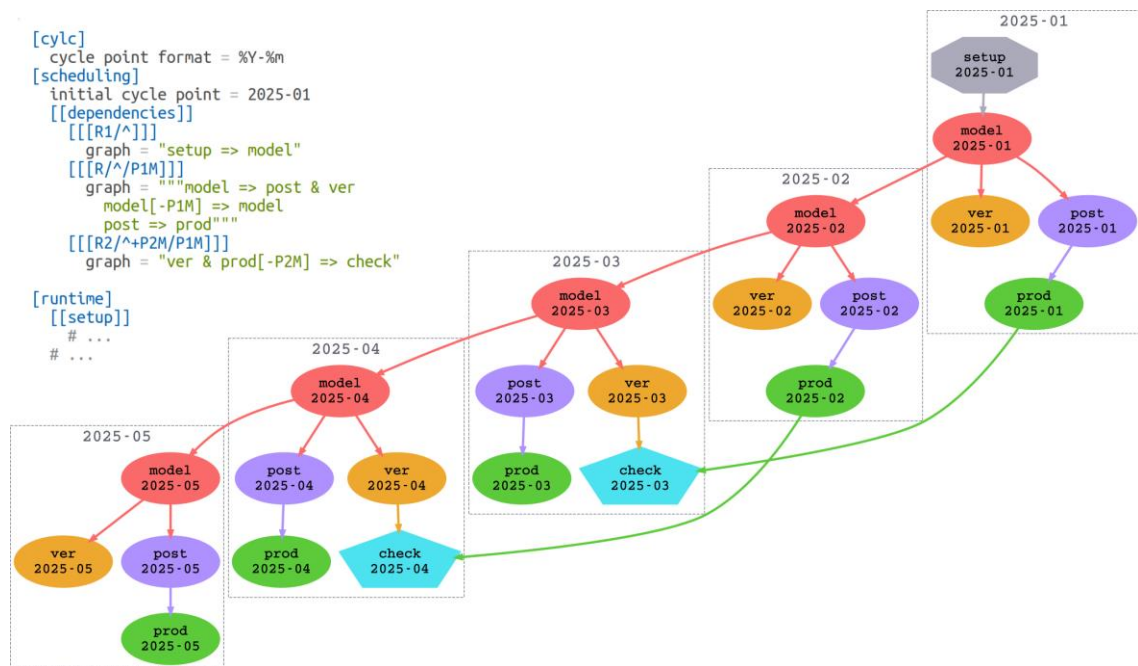 [cylc]
  cycle point format = %Y-%m
[scheduling]
  initial cycle point = 2025-01
  [[dependencies]]
    [[[R1/^]]]
      graph = "setup => model"
    [[[R/^/P1M]]]
      graph = """model => post & ver
        model[-P1M] => model
        post => prod"""
    [[[R2/^+P2M/P1M]]]
      graph = "ver & prod[-P2M] => check"
[runtime]
  [[setup]]
    # ...
  # ...
2025-01
setup
2025-01
model
2025-01
ver
2025-01
post
2025-01
prod
2025-01
2025-02
model
2025-02
ver
2025-02
post
2025-02
prod
2025-02
2025-03
model
2025-03
post
2025-03
ver
2025-03
prod
2025-03
check
2025-03
2025-04
model
2025-04
post
2025-04
ver
2025-04
prod
2025-04
check
2025-04
2025-05
model
2025-05
ver
2025-05
post
2025-05
prod
2025-05